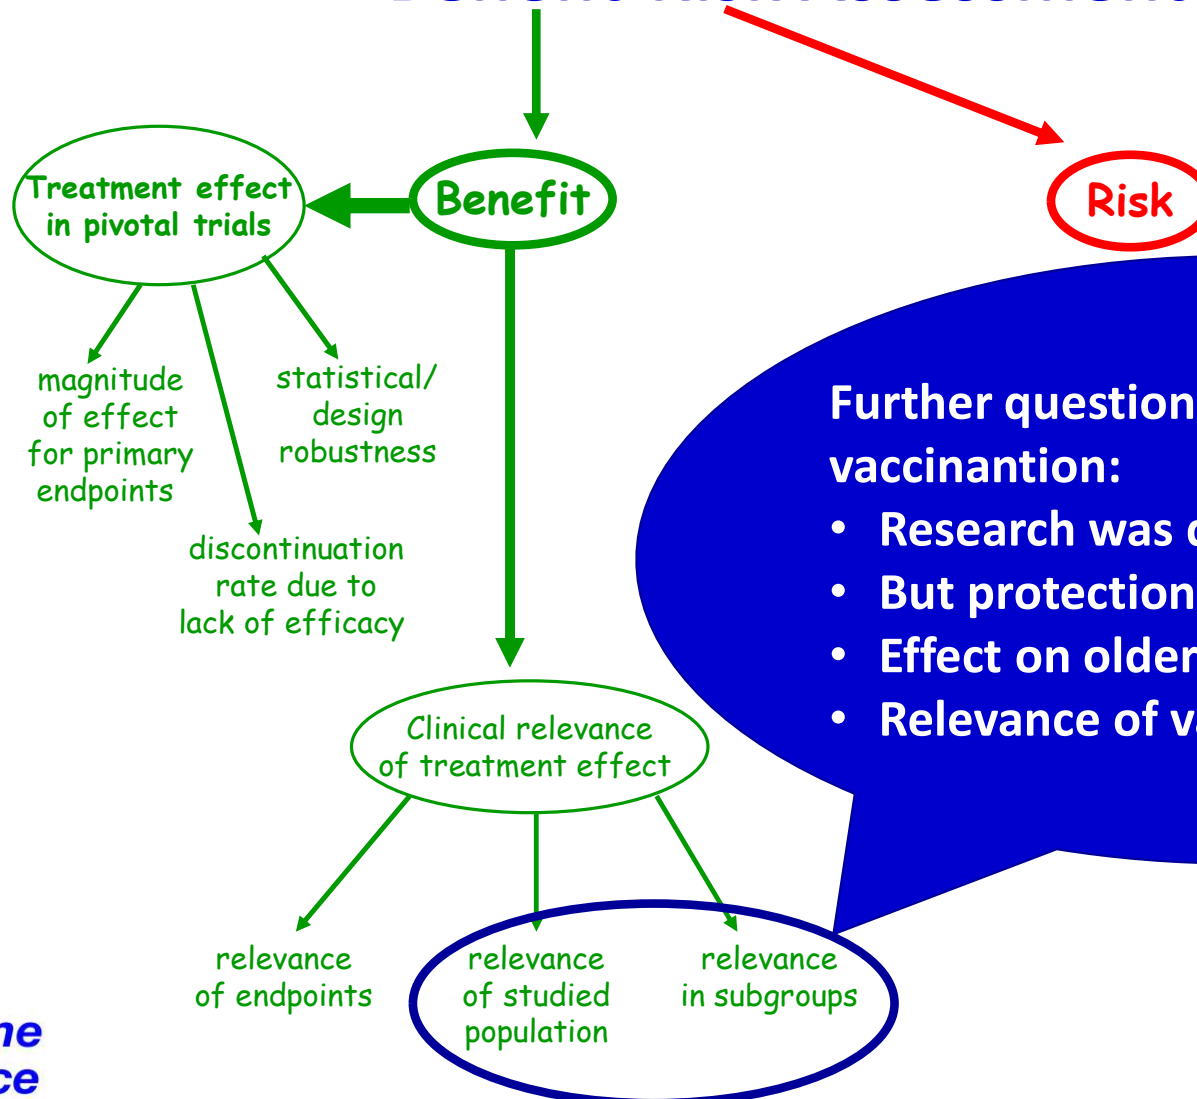 Benefit
Risk
Treatment effect
in pivotal trials
magnitude
of effect
for primary
endpoints
statistical/
design
robustness
discontinuation
rate due to
lack of efficacy
Further question
vaccinantion:
• Research was
• But protection
• Effect on older
• Relevance of
Clinical relevance
of treatment effect
relevance
of endpoints
relevance
of studied
population
relevance
in subgroups